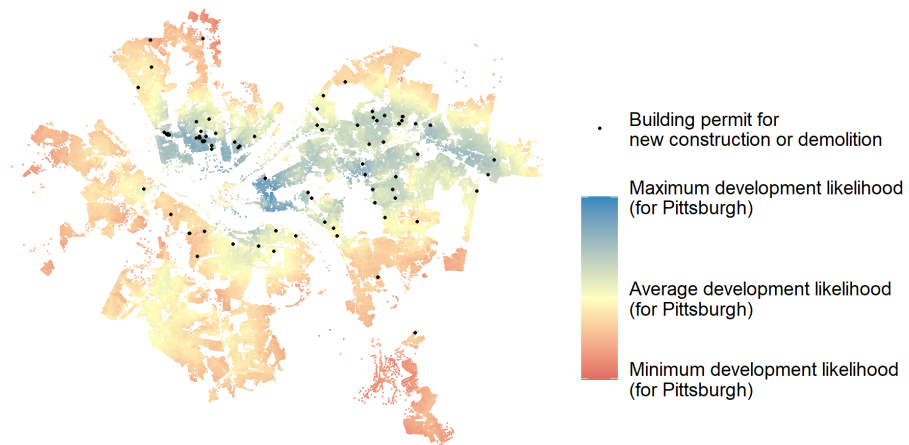 Building permit for
new construction or demolition
Maximum development likelihood
(for Pittsburgh)
Average development likelihood
(for Pittsburgh)
Minimum development likelihood
(for Pittsburgh)